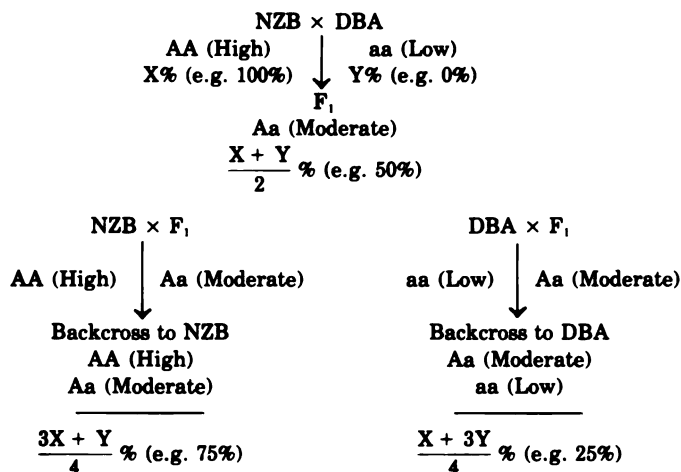 NZB × DBA
AA (High) aa (Low)
X% (e.g. 100%) Y% (e.g. 0%)
F₁
Aa (Moderate)
X + Y
2 % (e.g. 50%)
NZB × F₁
AA (High) Aa (Moderate)
Backcross to NZB
AA (High)
Aa (Moderate)
3X + Y
4 % (e.g. 75%)
DBA × F₁
aa (Low) Aa (Moderate)
Backcross to DBA
Aa (Moderate)
aa (Low)
X + 3Y
4 % (e.g. 25%)